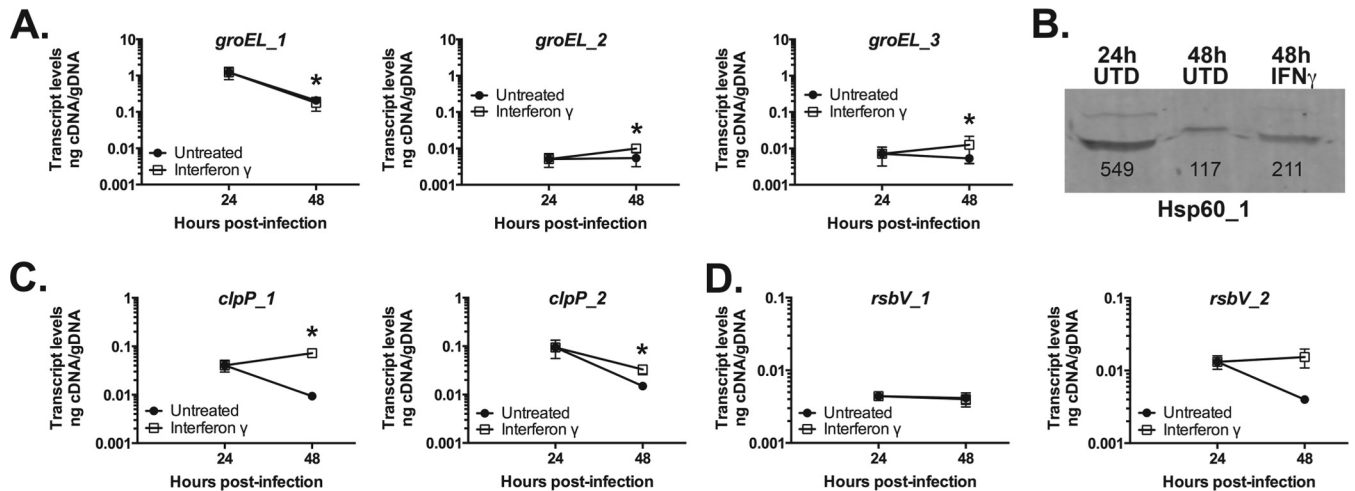 A.
groEL_1
Transcript levels
ng cDNA/gDNA
10
1
0.1
0.01
0.001
*
Untreated
Interferon γ
24
48
Hours post-infection
groEL_2
Transcript levels
ng cDNA/gDNA
10
1
0.1
0.01
0.001
Untreated
Interferon γ
*
24
48
Hours post-infection
groEL_3
Transcript levels
ng cDNA/gDNA
10
1
0.1
0.01
0.001
Untreated
Interferon γ
*
24
48
Hours post-infection
B.
24h 48h 48h
UTD UTD IFNγ
549 117 211
Hsp60_1
C.
clpP_1
Transcript levels
ng cDNA/gDNA
1
0.1
0.01
0.001
*
Untreated
Interferon γ
24
48
Hours post-infection
clpP_2
Transcript levels
ng cDNA/gDNA
1
0.1
0.01
0.001
*
Untreated
Interferon γ
24
48
Hours post-infection
D.
rsbV_1
Transcript levels
ng cDNA/gDNA
0.1
0.01
0.001
Untreated
Interferon γ
24
48
Hours post-infection
rsbV_2
Transcript levels
ng cDNA/gDNA
0.1
0.01
0.001
Untreated
Interferon γ
24
48
Hours post-infection